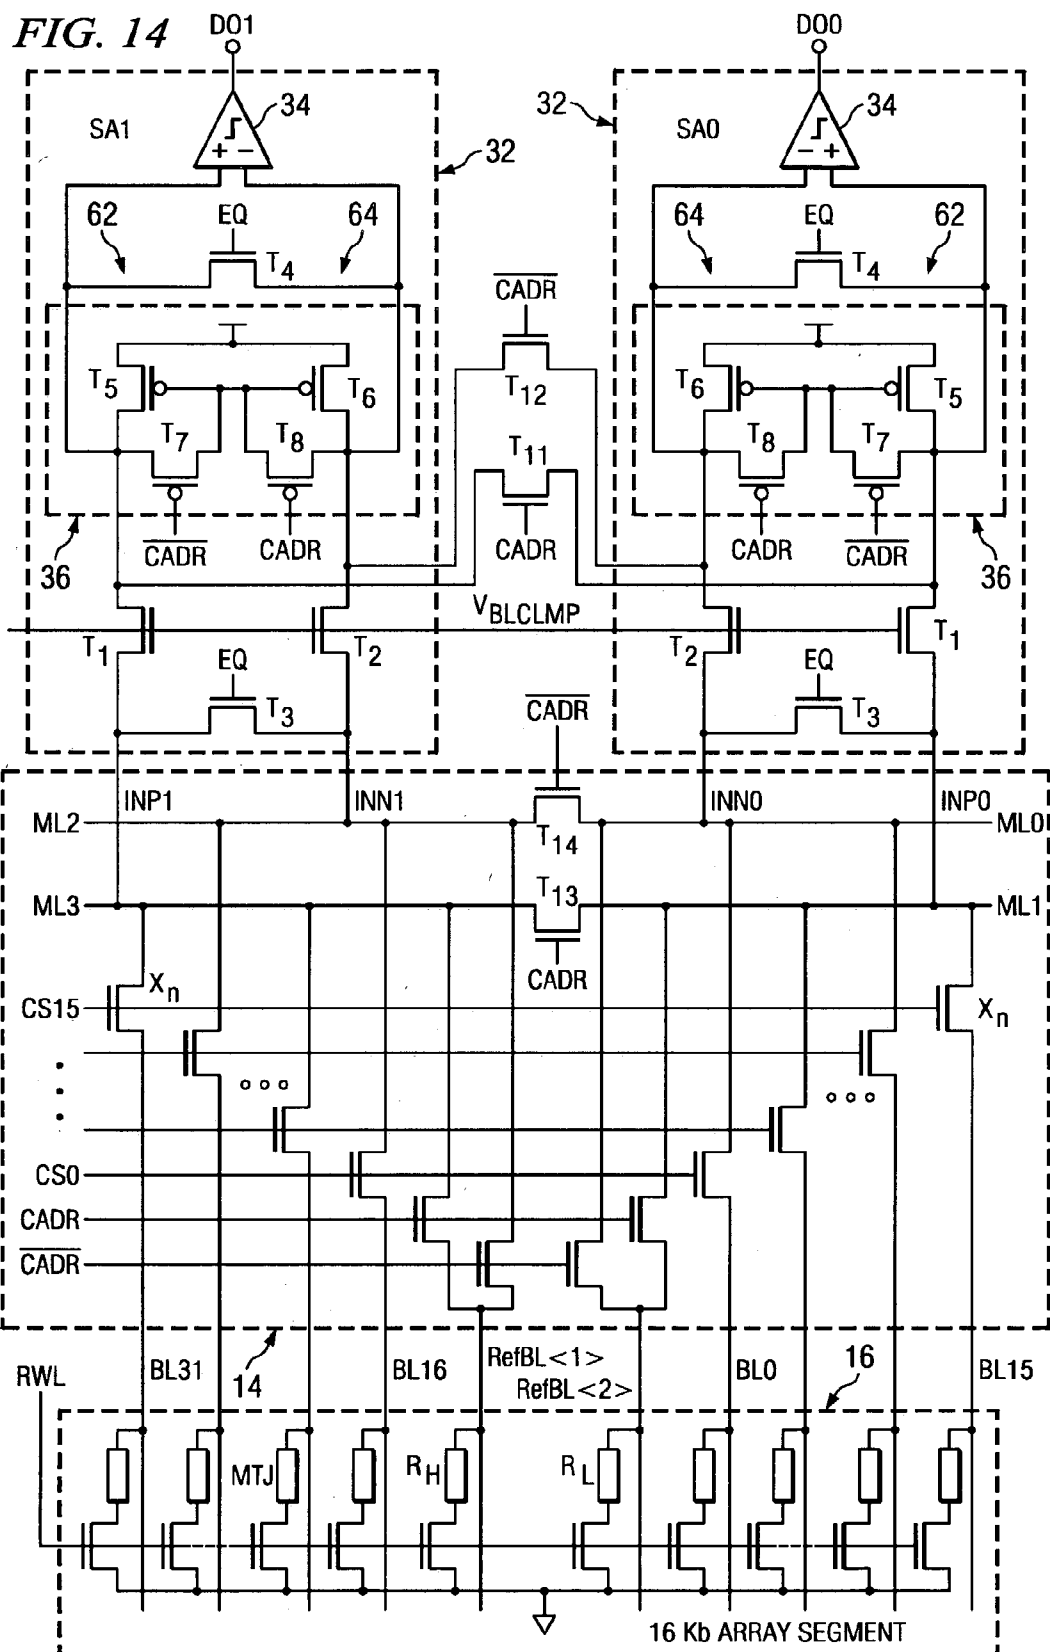 FIG. 14 DO1 DO0
SA1 34 32 SA0 34
+ − 32 − +
62 EQ 64 64 EQ 62
T4 T4
CADR
T5 T6 T12 T6 T5
T7 T8 T11 T8 T7
CADR CADR CADR CADR CADR
36 36
VBLCLMP
T1 T2 T2 T1
EQ EQ
T3 CADR T3
INP1 INN1 INN0 INP0
ML2 T14 ML0
ML3 T13 ML1
CADR
CS15 Xn Xn
CS0
CADR
CADR
RWL BL31 14 BL16 RefBL<1> BL0 16 BL15
RefBL<2>
MTJ RH RL
16 Kb ARRAY SEGMENT